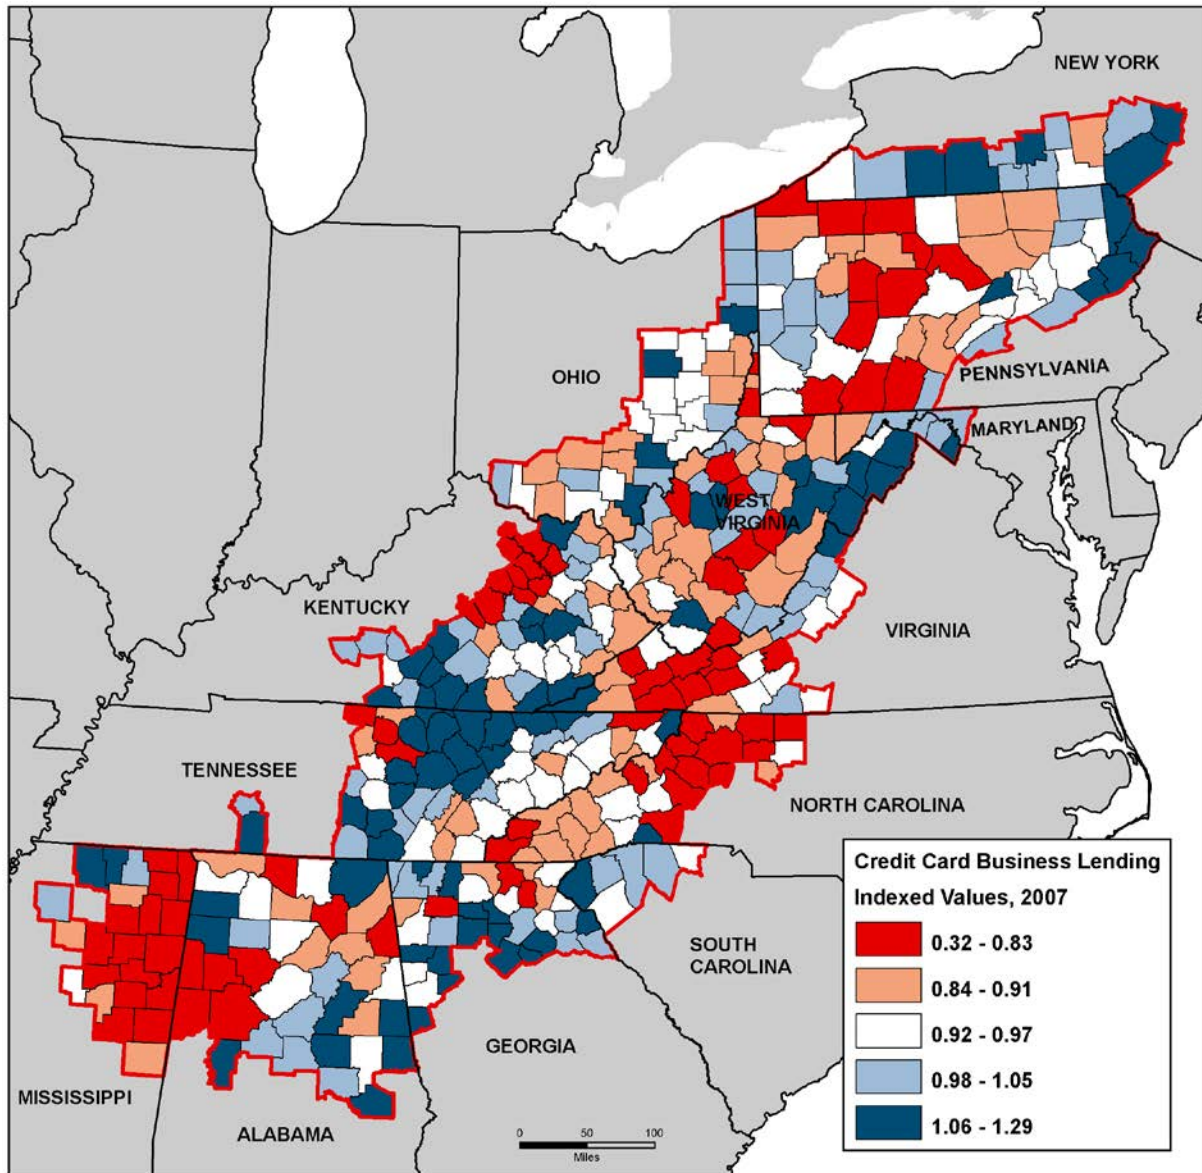 NEW YORK
OHIO
PENNSYLVANIA
MARYLAND
WEST
VIRGINIA
KENTUCKY
VIRGINIA
TENNESSEE
NORTH CAROLINA
SOUTH
CAROLINA
GEORGIA
MISSISSIPPI
ALABAMA
0 50 100
Miles
Credit Card Business Lending
Indexed Values, 2007
0.32 - 0.83
0.84 - 0.91
0.92 - 0.97
0.98 - 1.05
1.06 - 1.29